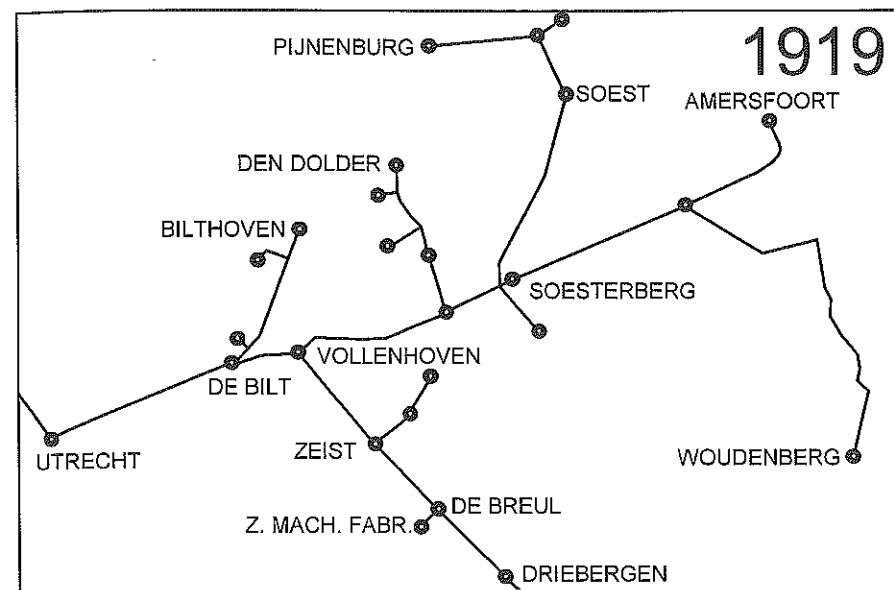 1919
PIJNENBURG
SOEST
AMERSFOORT
DEN DOLDER
BILTHOVEN
SOESTERBERG
VOLLENHOVEN
DE BILT
UTRECHT
ZEIST
WOUDENBERG
DE BREUL
Z. MACH. FABR.
DRIEBERGEN